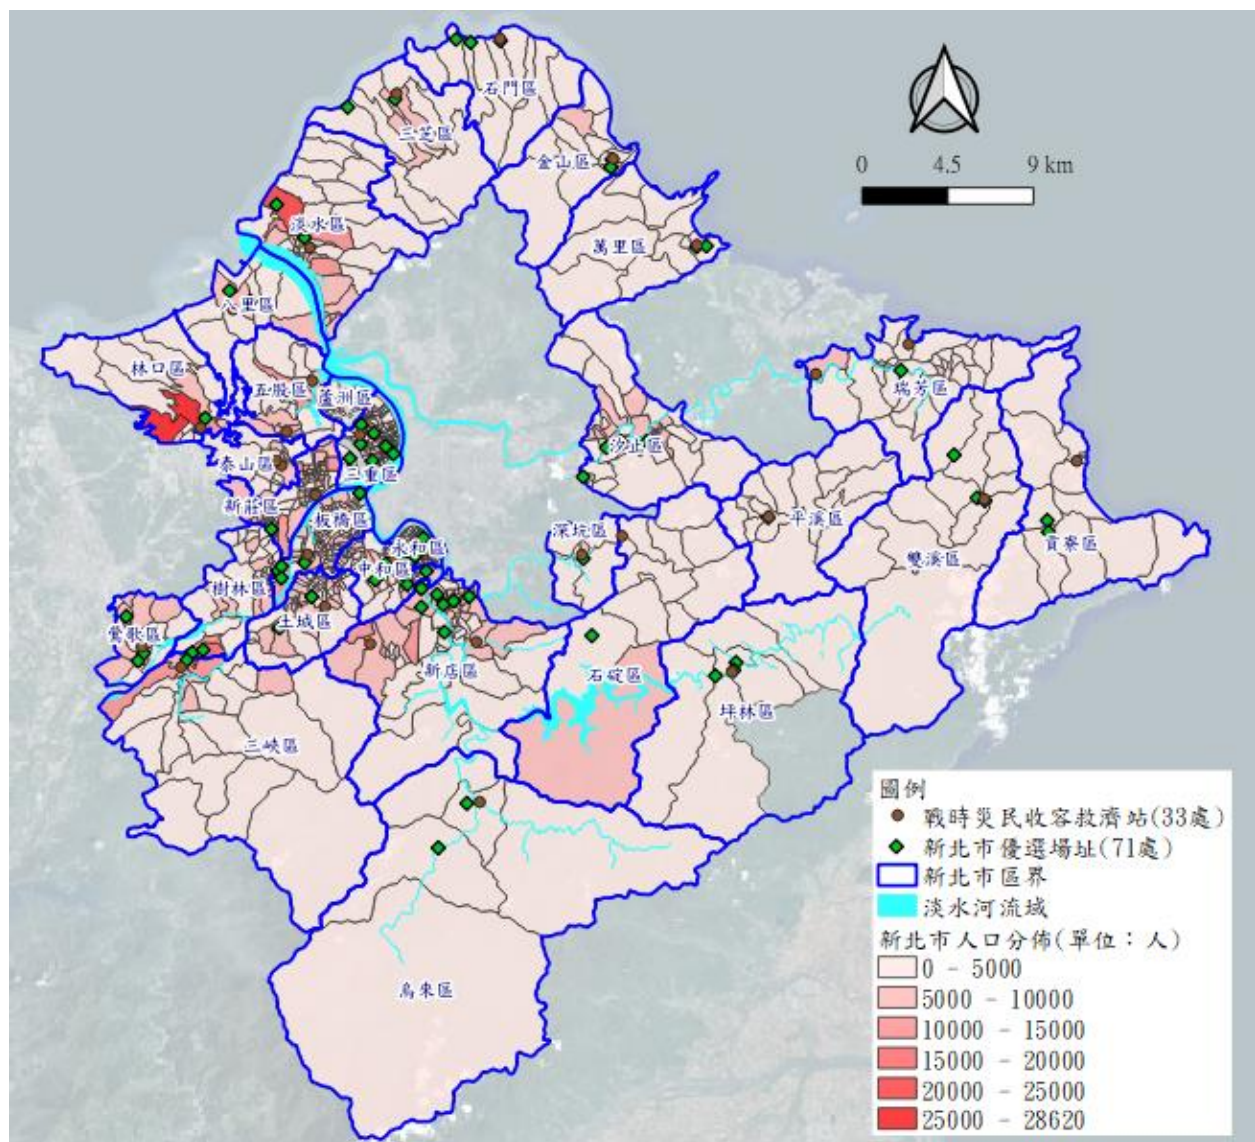 石門區
三芝區
金山區
0 4.5 9 km
淡水區
萬里區
八里區
林口區
五股區
蘆洲區
瑞芳區
汐止區
泰山區
三重區
新莊區
板橋區
平溪區
深坑區
永和區
貢寮區
中和區
雙溪區
樹林區
土城區
鶯歌區
新店區
石碇區
坪林區
三峽區
烏來區
圖例
戰時災民收容救濟站(33處)
新北市優選場址(71處)
新北市區界
淡水河流域
新北市人口分佈(單位：人)
0 - 5000
5000 - 10000
10000 - 15000
15000 - 20000
20000 - 25000
25000 - 28620